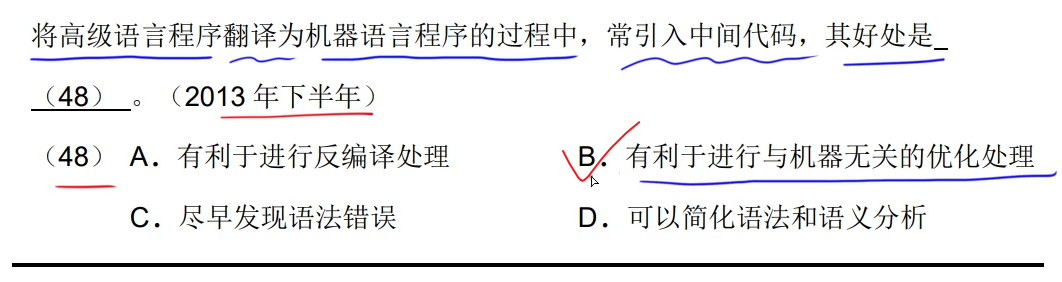 将高级语言程序翻译为机器语言程序的过程中，常引入中间代码，其好处是_
（48） 。（2013 年下半年）
（48） A．有利于进行反编译处理 B．有利于进行与机器无关的优化处理
C．尽早发现语法错误 D．可以简化语法和语义分析